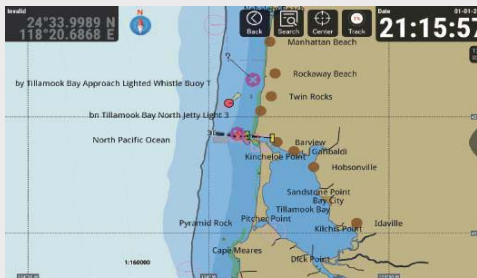 Invalid
24°33.9989 N
118°20.6868 E
N
Back
Search
Center
Track
Date
01-01-2
21:15:57
Manhattan Beach
?
Rockaway Beach
by Tillamook Bay Approach Lighted Whistle Buoy T
Twin Rocks
bn Tillamook Bay North Jetty Light 3
North Pacific Ocean
Barview
Garibaldi
Kincheloe Point
Hobsonville
Sandstone Point
Bay City
Tillamook Bay
Pitcher Point
Pyramid Rock
Kilchis Point
Idaville
Cape Meares
Dick Point
1:160000